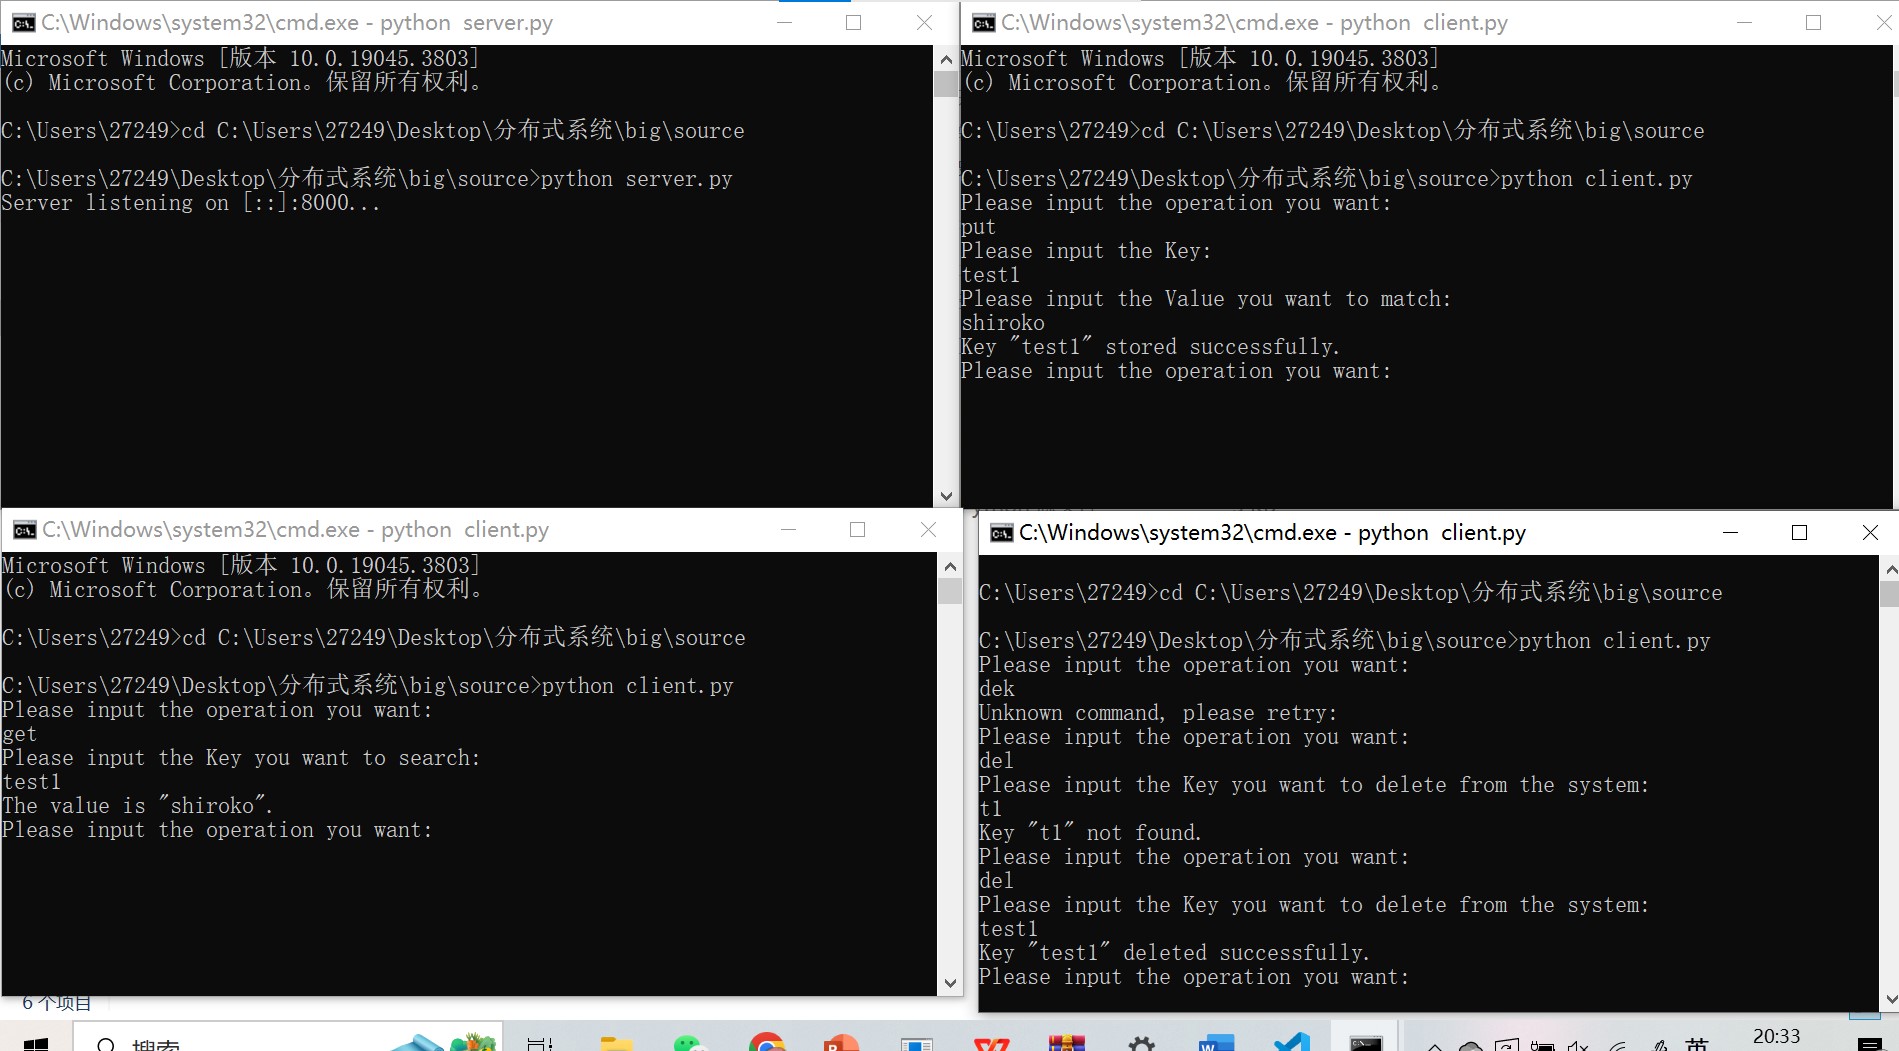 C:\Windows\system32\cmd.exe - python  server.py
Microsoft Windows [版本 10.0.19045.3803]
(c) Microsoft Corporation。保留所有权利。
C:\Users\27249>cd C:\Users\27249\Desktop\分布式系统\big\source
C:\Users\27249\Desktop\分布式系统\big\source>python server.py
Server listening on [::]:8000...
C:\Windows\system32\cmd.exe - python  client.py
Microsoft Windows [版本 10.0.19045.3803]
(c) Microsoft Corporation。保留所有权利。
C:\Users\27249>cd C:\Users\27249\Desktop\分布式系统\big\source
C:\Users\27249\Desktop\分布式系统\big\source>python client.py
Please input the operation you want:
put
Please input the Key:
test1
Please input the Value you want to match:
shiroko
Key "test1" stored successfully.
Please input the operation you want:
C:\Windows\system32\cmd.exe - python  client.py
Microsoft Windows [版本 10.0.19045.3803]
(c) Microsoft Corporation。保留所有权利。
C:\Users\27249>cd C:\Users\27249\Desktop\分布式系统\big\source
C:\Users\27249\Desktop\分布式系统\big\source>python client.py
Please input the operation you want:
get
Please input the Key you want to search:
test1
The value is "shiroko".
Please input the operation you want:
C:\Windows\system32\cmd.exe - python  client.py
C:\Users\27249>cd C:\Users\27249\Desktop\分布式系统\big\source
C:\Users\27249\Desktop\分布式系统\big\source>python client.py
Please input the operation you want:
dek
Unknown command, please retry:
Please input the operation you want:
del
Please input the Key you want to delete from the system:
t1
Key "t1" not found.
Please input the operation you want:
del
Please input the Key you want to delete from the system:
test1
Key "test1" deleted successfully.
Please input the operation you want:
6 个项目
搜索
英
20:33